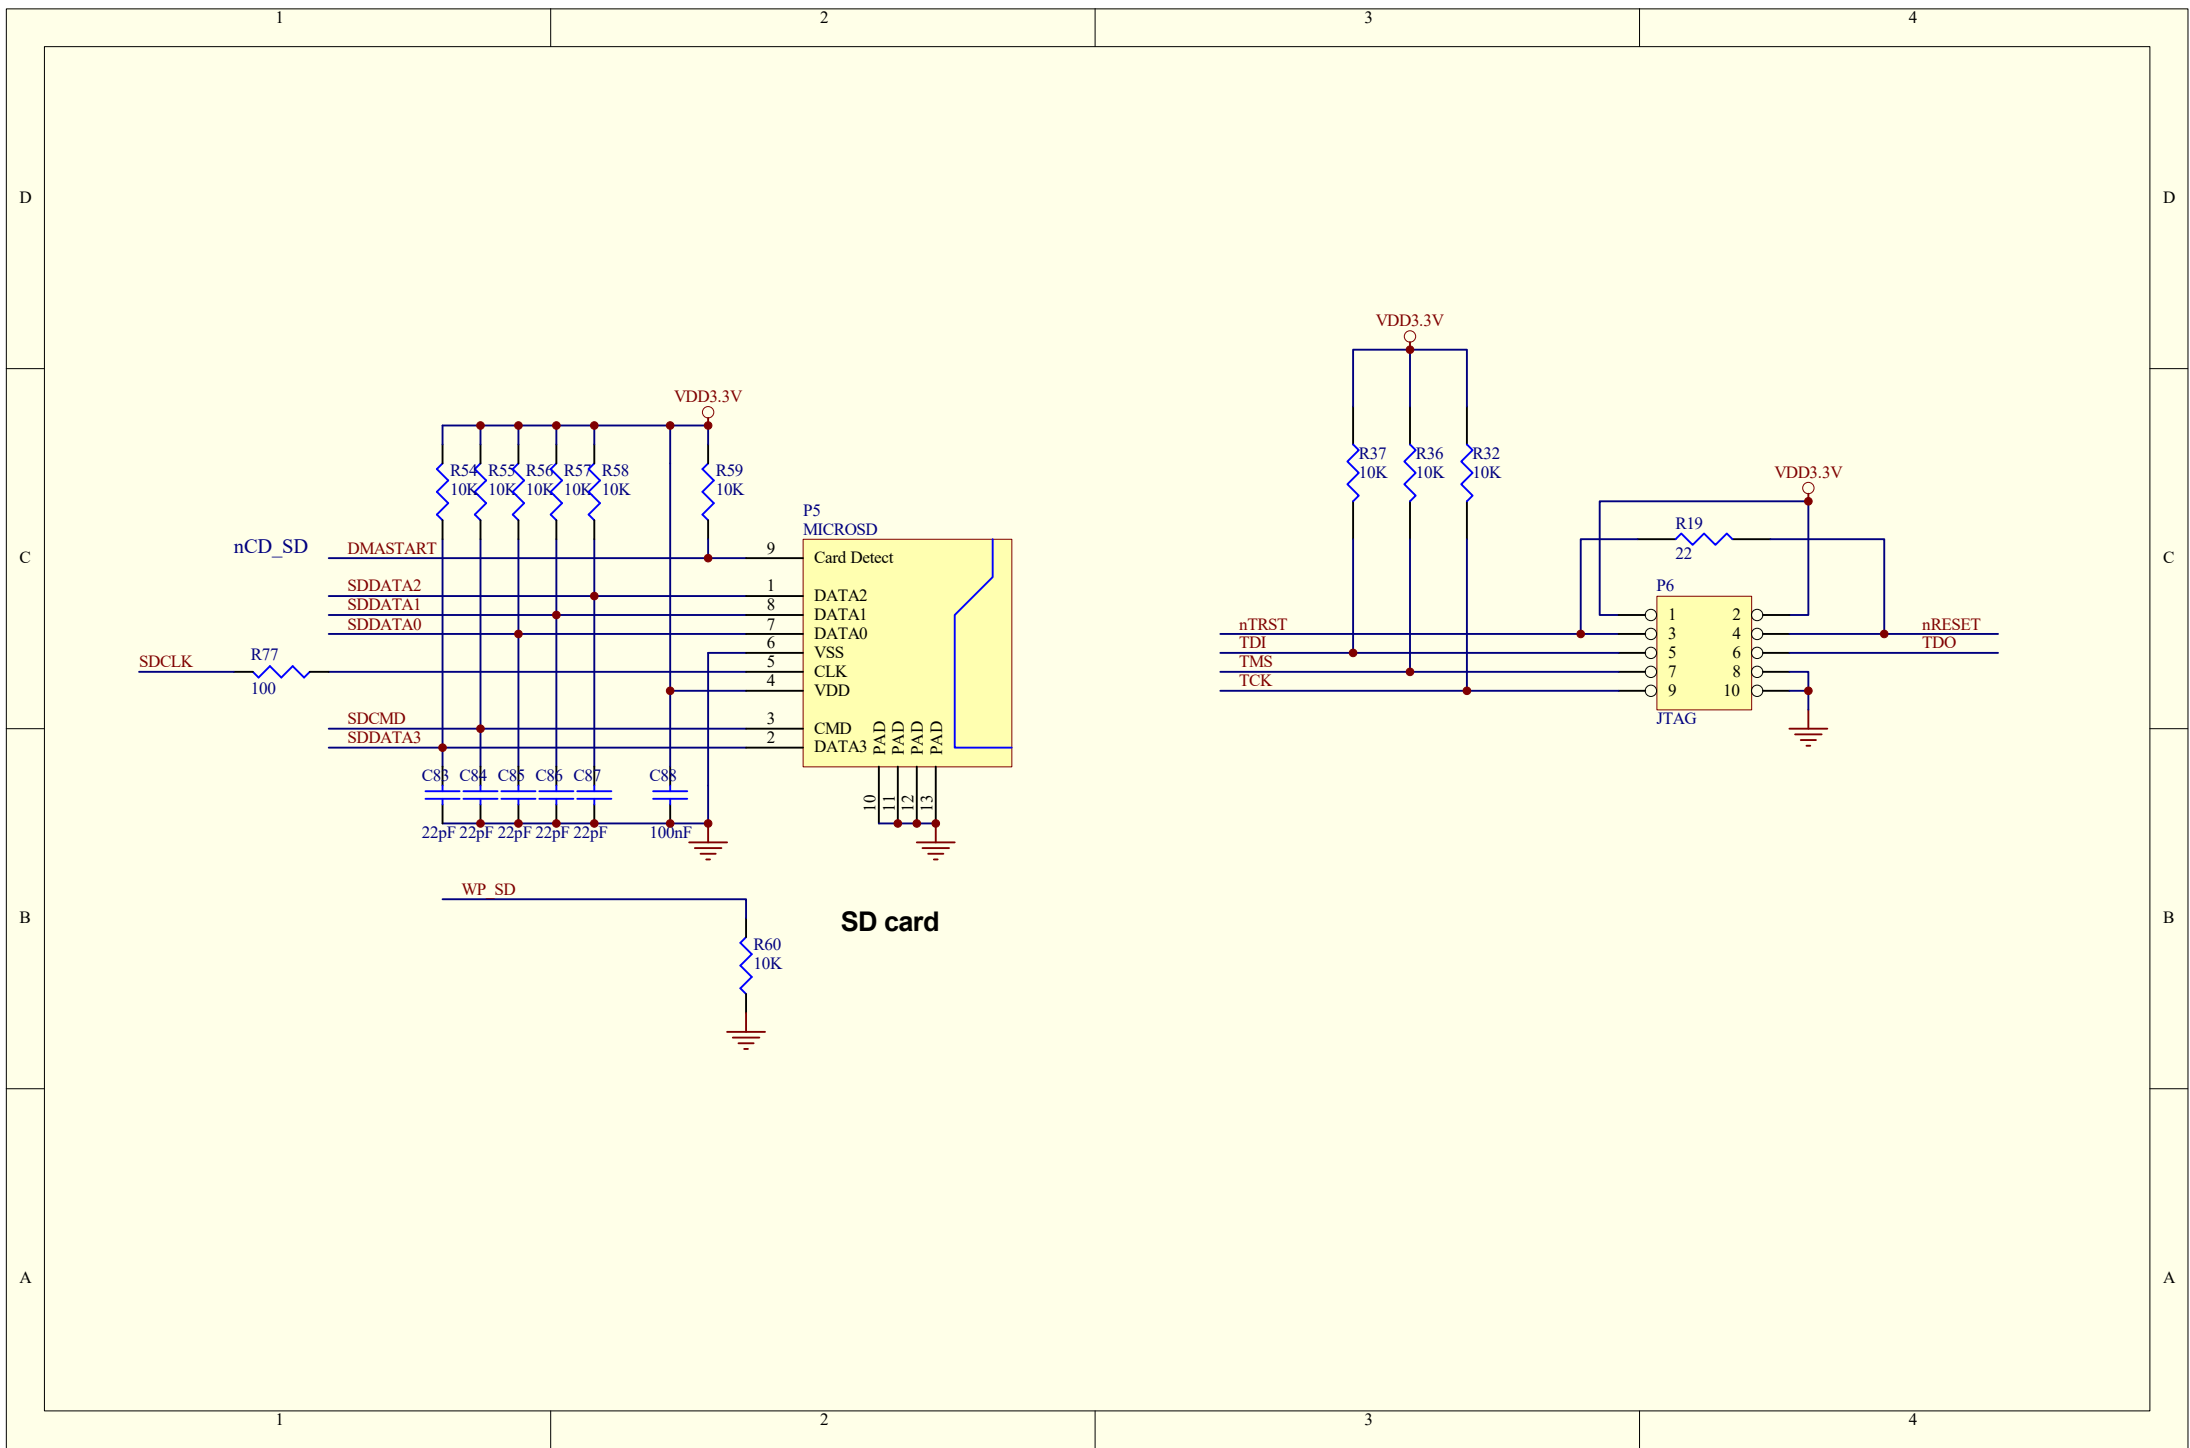 1 2 3 4
D D
VDD3.3V
VDD3.3V
R37 R36 R32
10K 10K 10K
R54 R55 R56 R57 R58 R59
10K 10K 10K 10K 10K 10K
VDD3.3V
P5
MICROSD
R19
22
nCD_SD DMASTART 9 Card Detect
C C
SDDATA2 1 DATA2
SDDATA1 8 DATA1
SDDATA0 7 DATA0
6 VSS
SDCLK R77 5 CLK
100
4 VDD
SDCMD 3 CMD
SDDATA3 2 DATA3
PAD PAD PAD PAD
10 11 12 13
P6
1 2
nTRST 3 4 nRESET
TDI 5 6 TDO
TMS 7 8
TCK 9 10
JTAG
C83 C84 C85 C86 C87 C88
22pF 22pF 22pF 22pF 22pF 100nF
WP_SD
B B
SD card
R60
10K
A A
1 2 3 4